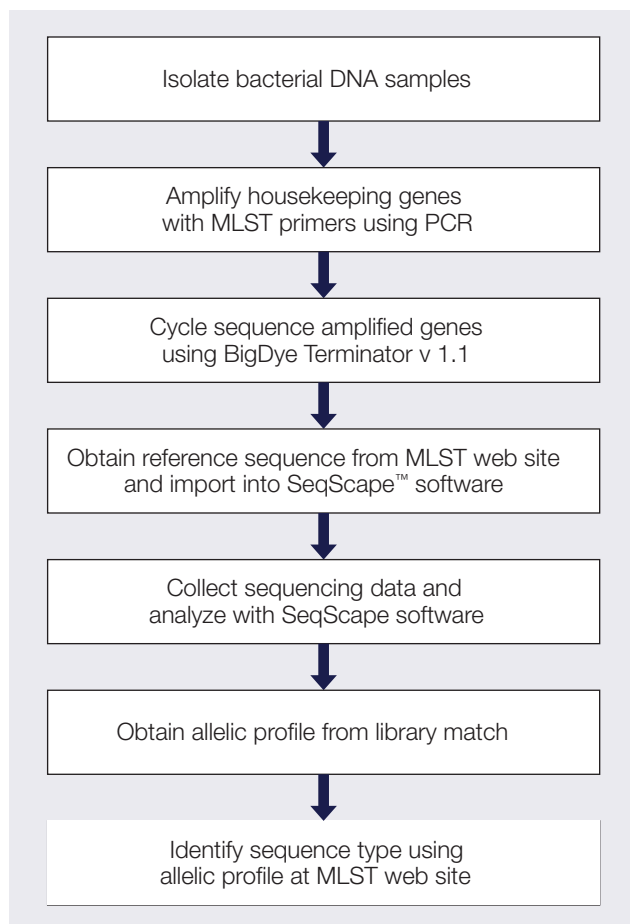 Isolate bacterial DNA samples
Amplify housekeeping genes
with MLST primers using PCR
Cycle sequence amplified genes
using BigDye Terminator v 1.1
Obtain reference sequence from MLST web site
and import into SeqScape™ software
Collect sequencing data and
analyze with SeqScape software
Obtain allelic profile from library match
Identify sequence type using
allelic profile at MLST web site